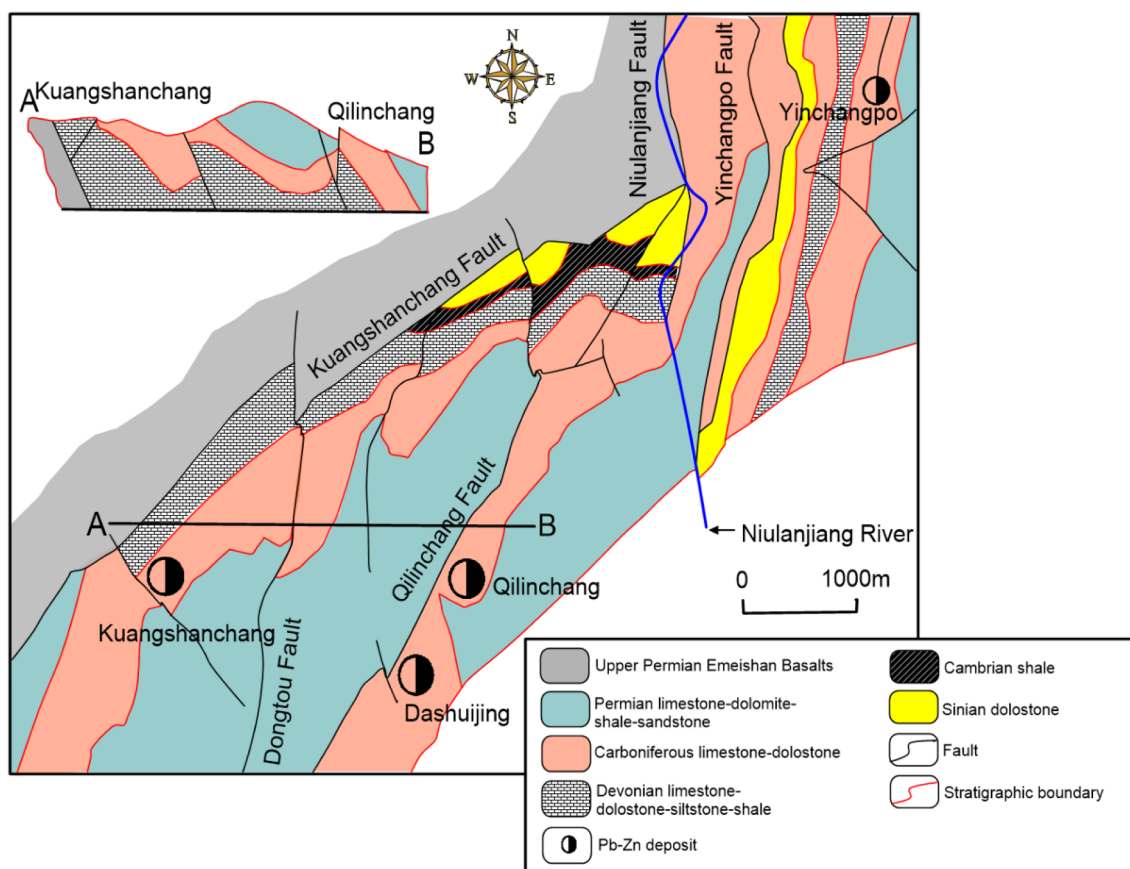 A
Kuangshanchang
Qilinchang
B
N
W
E
S
Niulanjiang Fault
Yinchangpo Fault
Yinchangpo
Kuangshanchang Fault
A
B
Qilinchang Fault
Niulanjiang River
0 1000m
Qilinchang
Kuangshanchang
Dongtou Fault
Dashuijing
Upper Permian Emeishan Basalts
Permian limestone-dolomite-
shale-sandstone
Carboniferous limestone-dolostone
Devonian limestone-
dolostone-siltstone-shale
Pb-Zn deposit
Cambrian shale
Sinian dolostone
Fault
Stratigraphic boundary